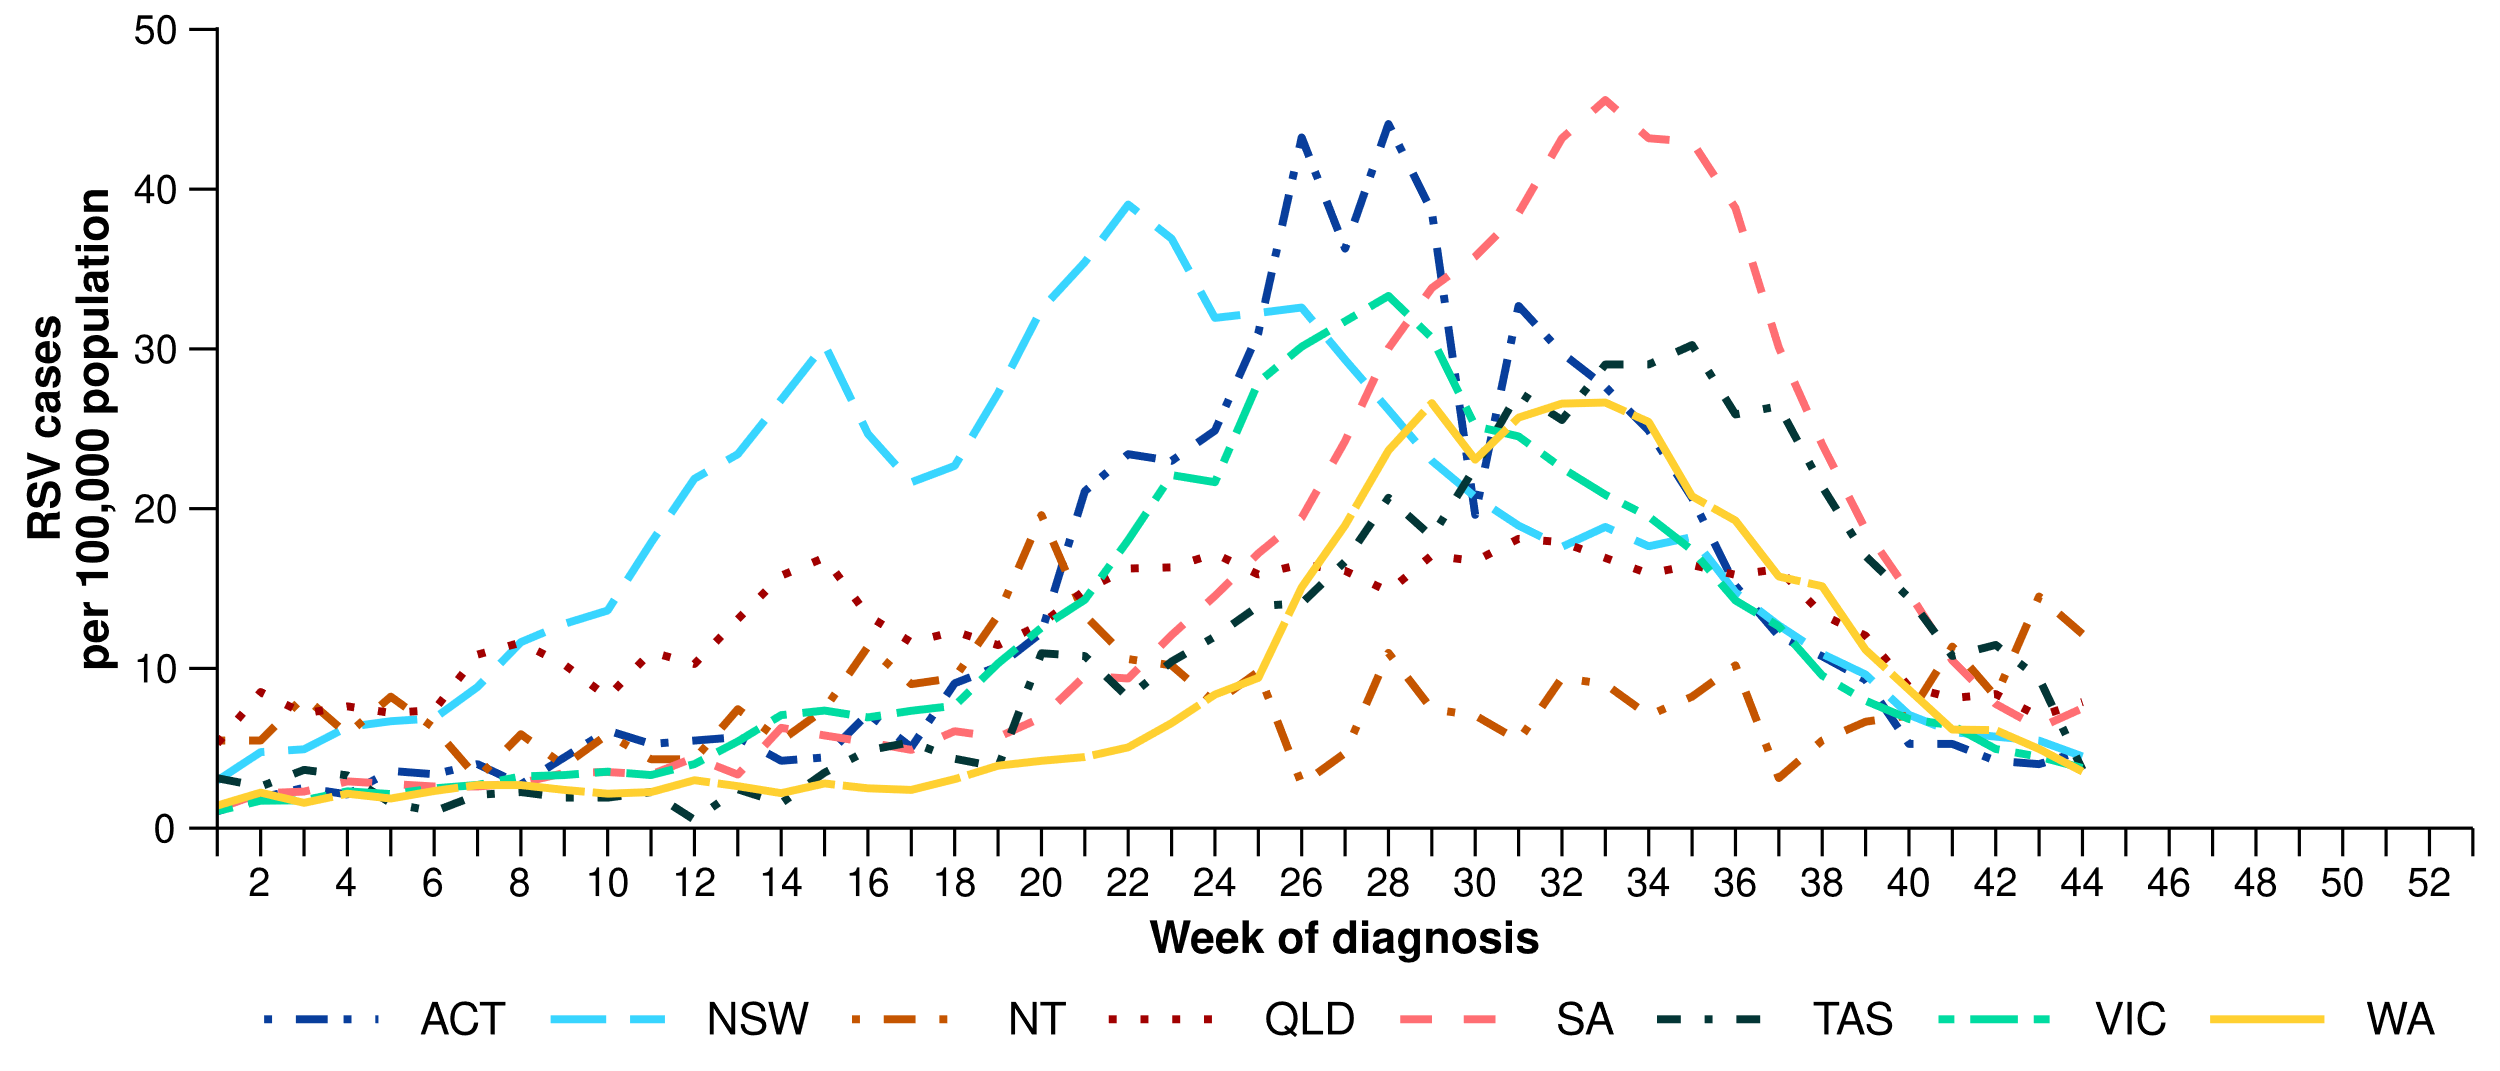 50
40
30
20
10
0
RSV cases
per 100,000 population
2 4 6 8 10 12 14 16 18 20 22 24 26 28 30 32 34 36 38 40 42 44 46 48 50 52
Week of diagnosis
ACT NSW NT QLD SA TAS VIC WA